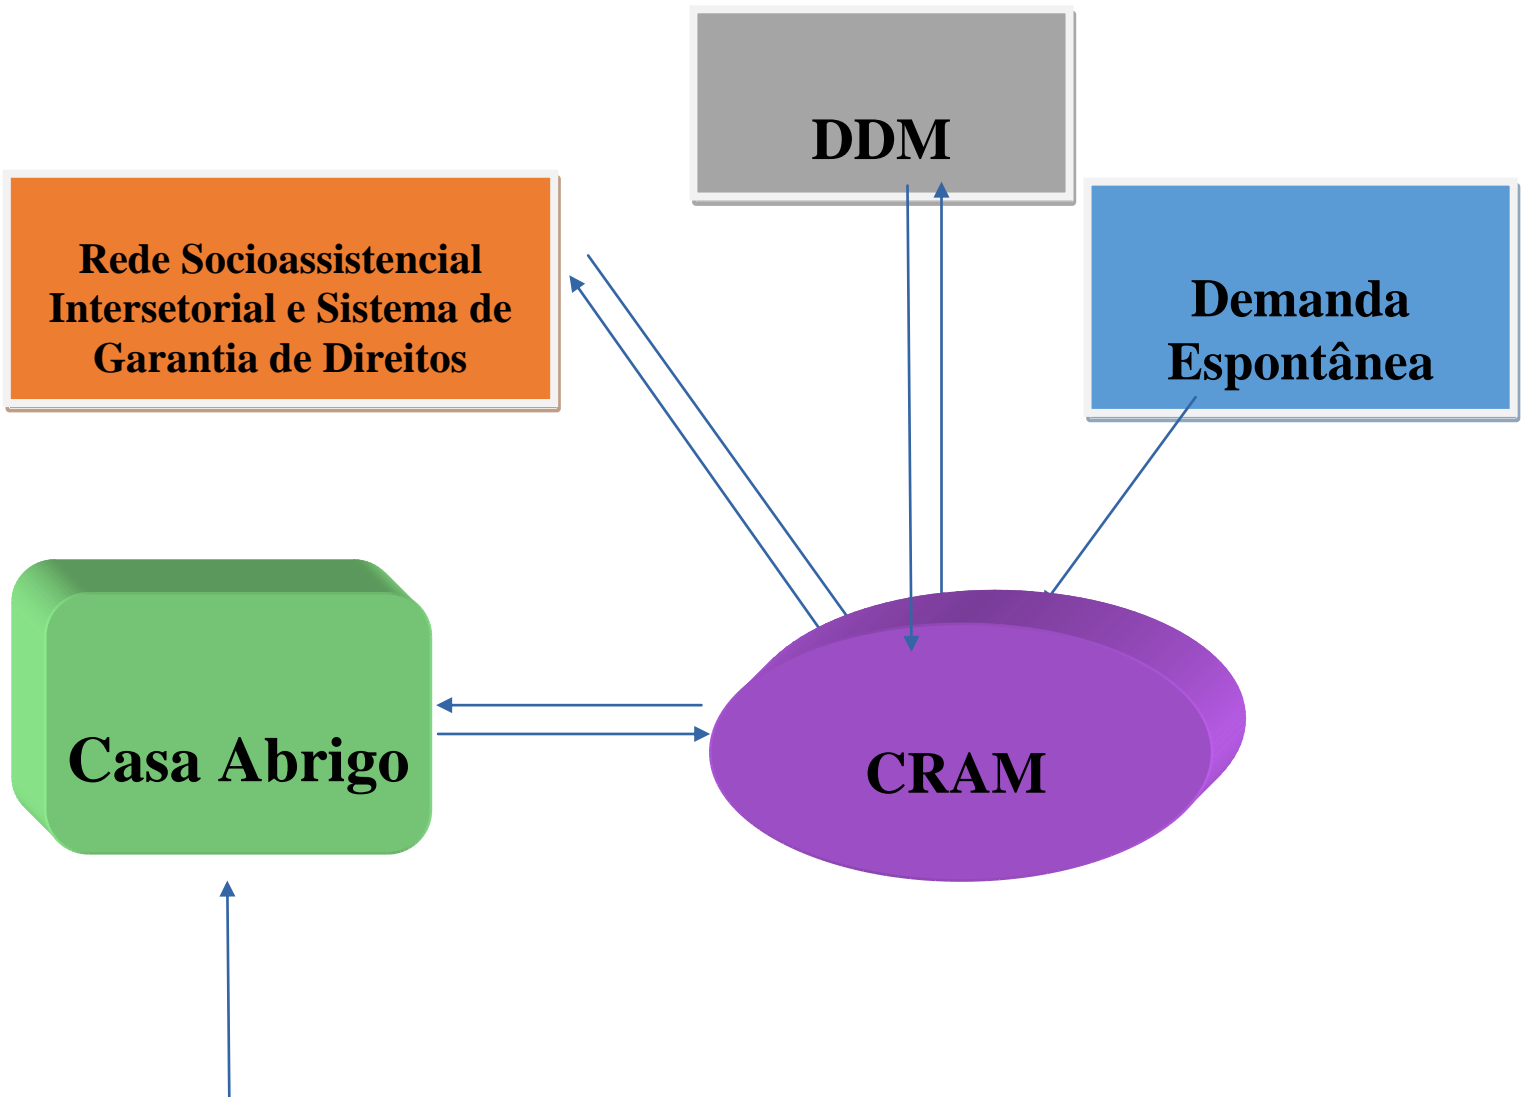 DDM
Rede Socioassistencial
Intersetorial e Sistema de
Garantia de Direitos
Demanda
Espontânea
Casa Abrigo
CRAM